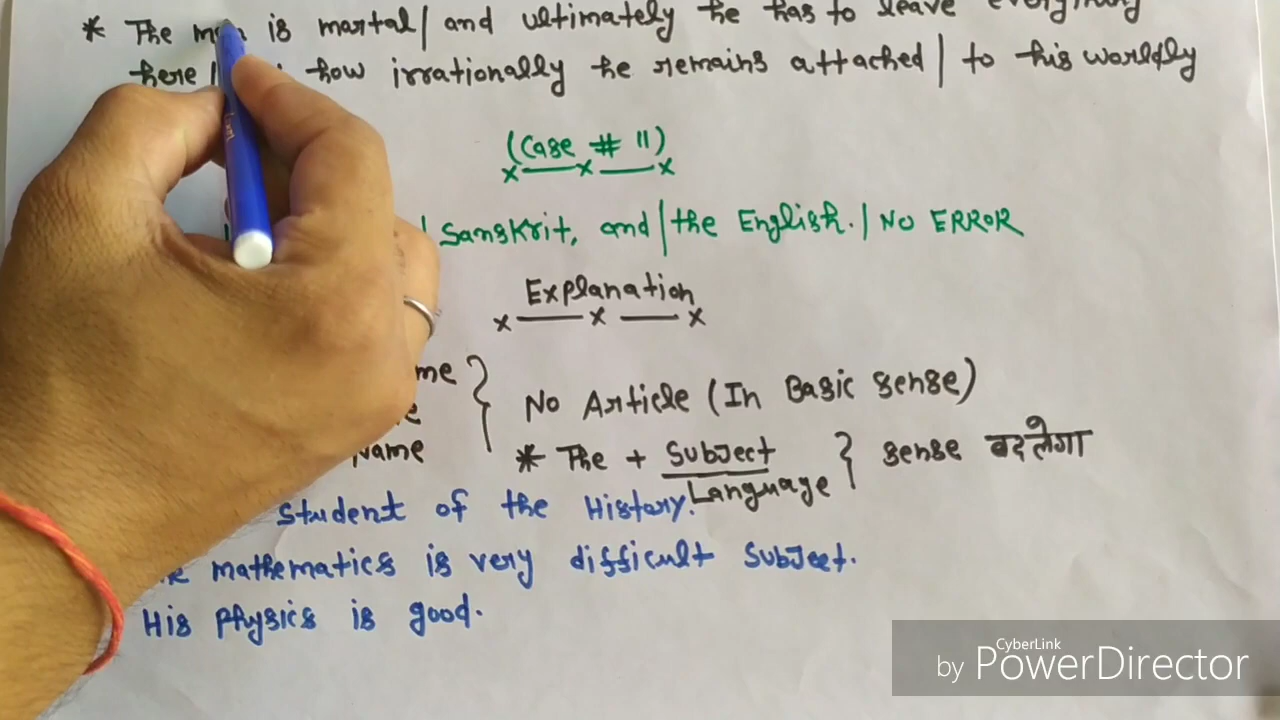 * The man is mortal/ and ultimately he has to leave everything
here / how irrationally he remains attached/ to his worldly
(Case # 11)
/ Sanskrit, and/the English./ NO ERROR
Explanation
No Article (In Basic sense)
Name
* The + Subject
Language
sense बदलेगा
Student of the History.
mathematics is very difficult Subject.
His Physics is good.
CyberLink
by PowerDirector